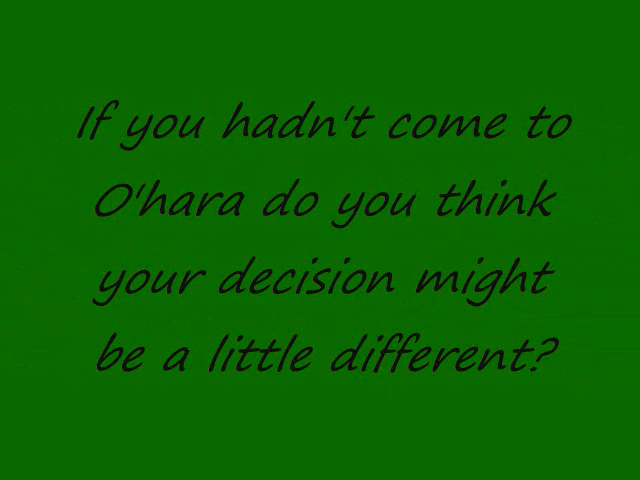 If you hadn't come to
O'hara do you think
your decision might
be a little different?